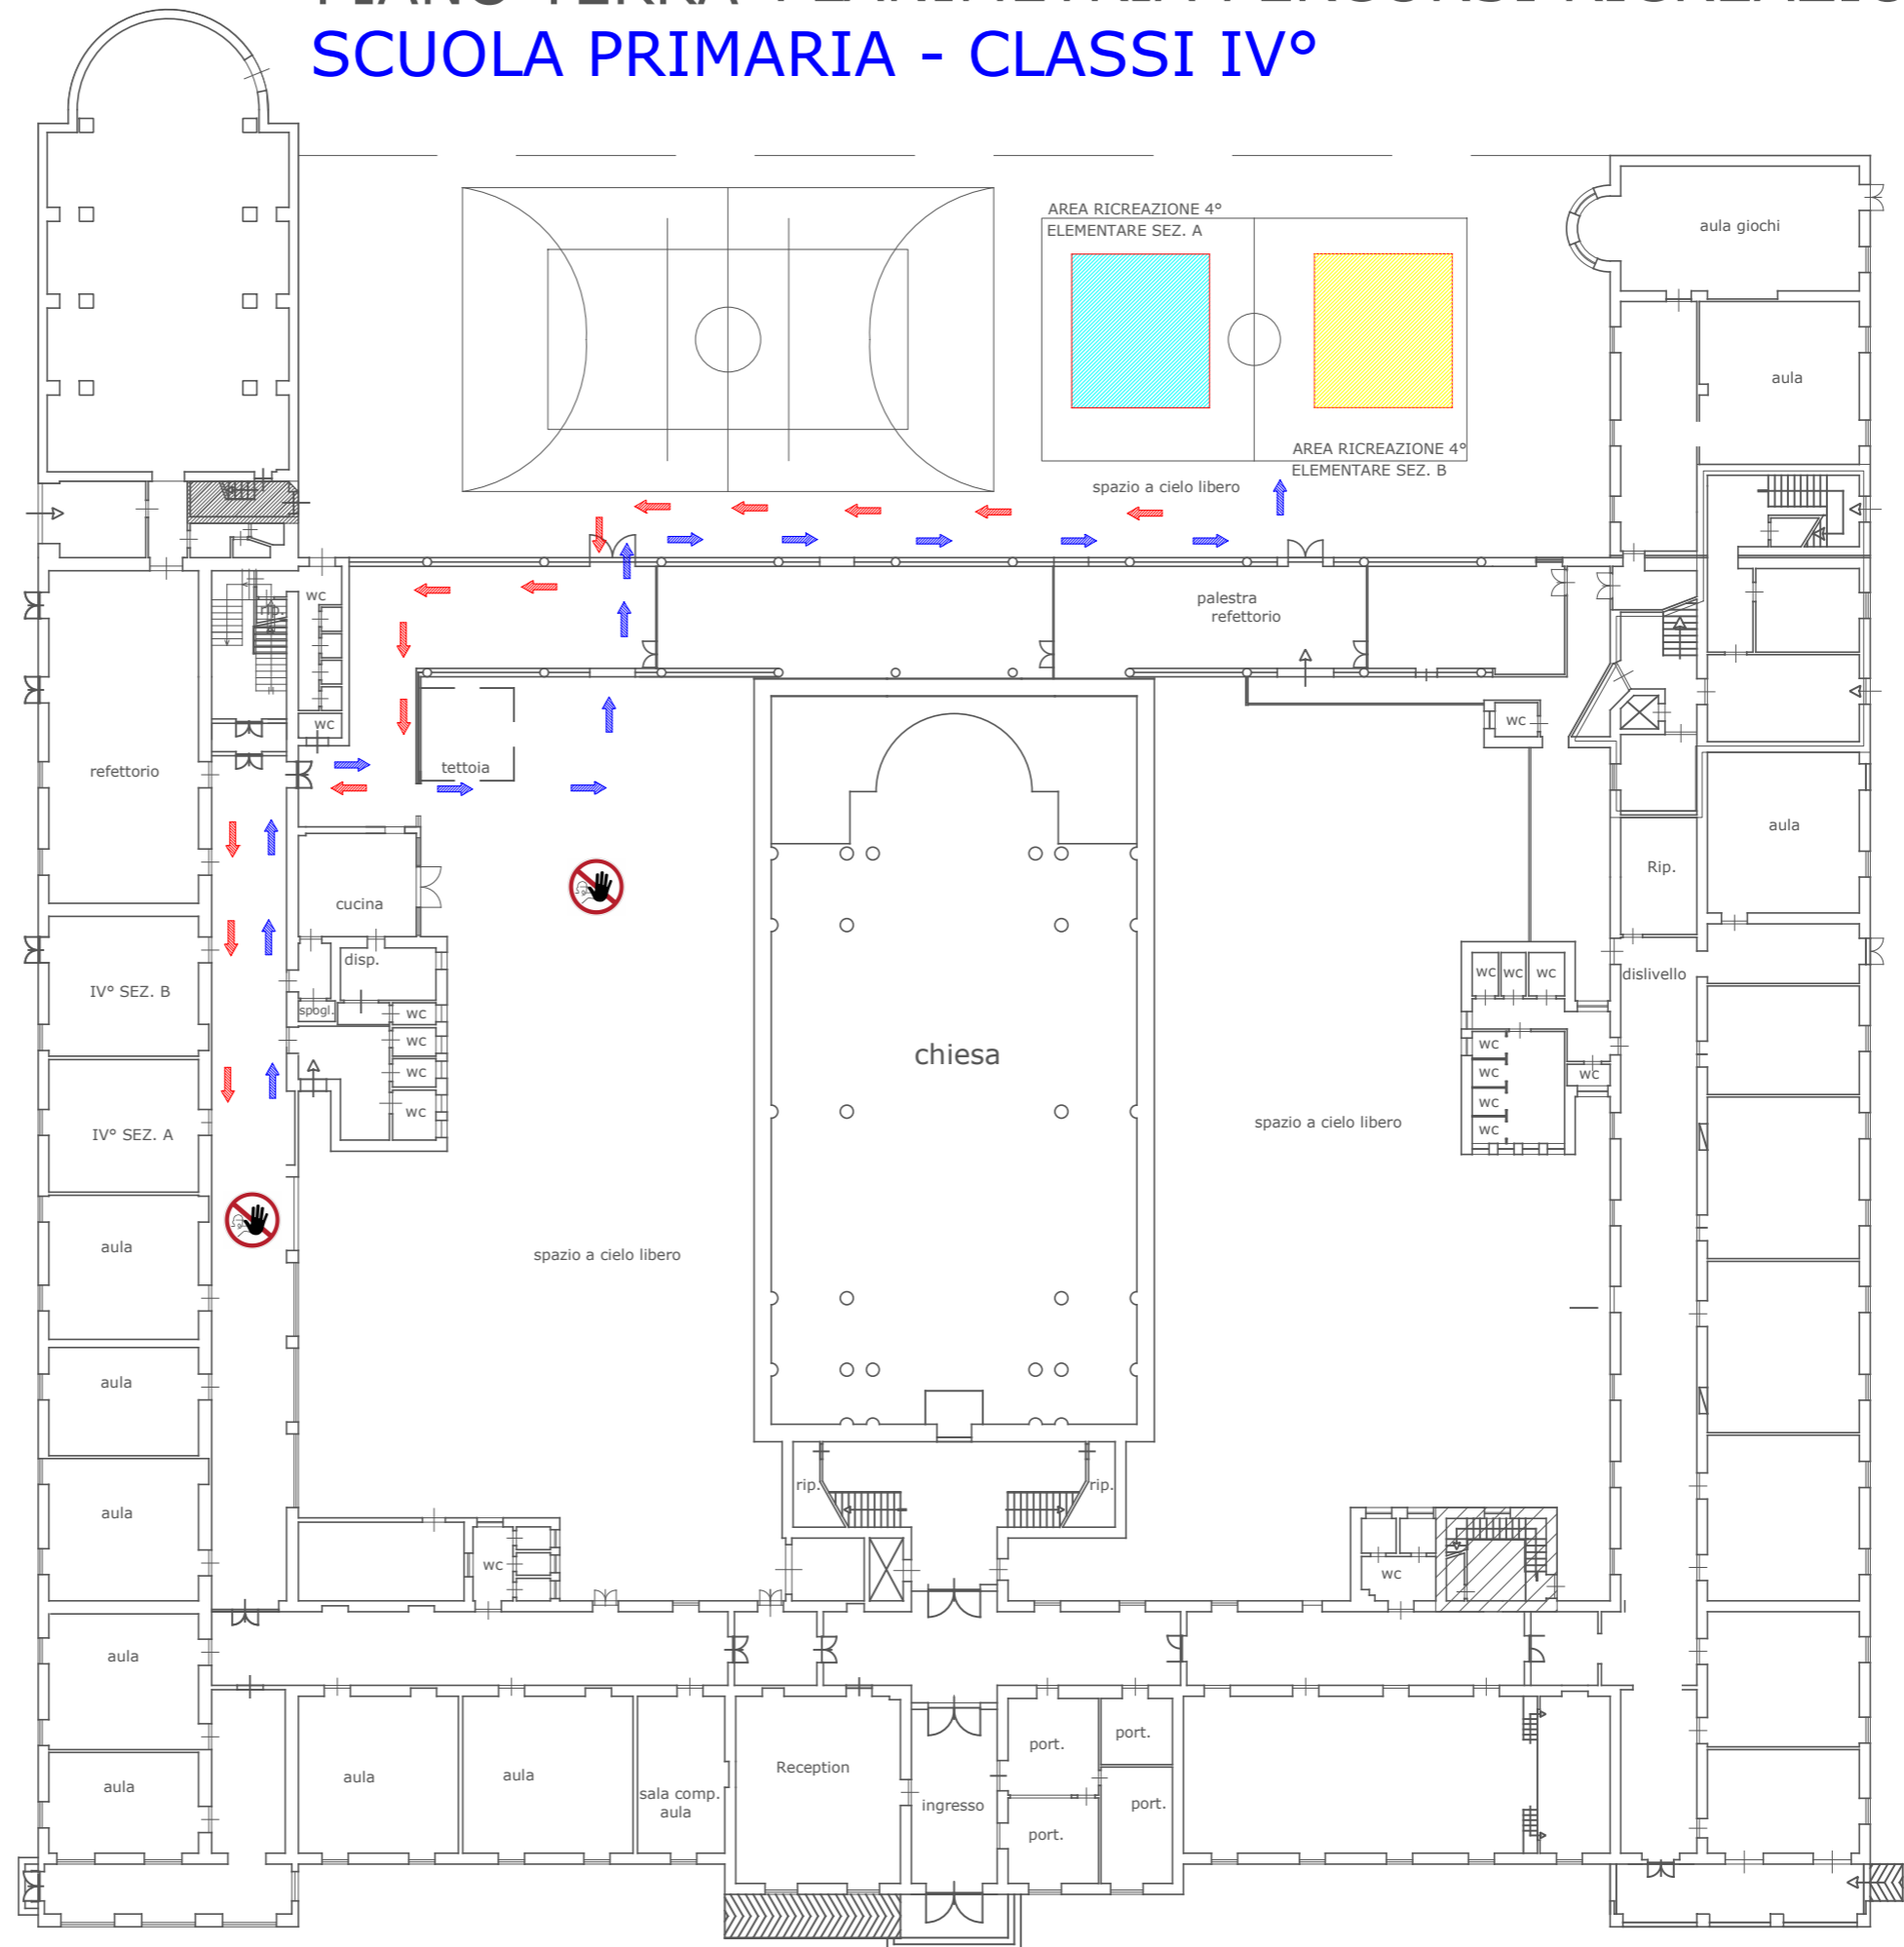 SCUOLA PRIMARIA - CLASSI IV°
AREA RICREAZIONE 4°
ELEMENTARE SEZ. A
aula giochi
aula
AREA RICREAZIONE 4°
ELEMENTARE SEZ. B
spazio a cielo libero
wc
rip.
palestra
refettorio
wc
wc
refettorio
tettoia
aula
cucina
Rip.
disp.
IV° SEZ. B
spogl.
wc
wc
wc
wc
wc
wc
wc
dislivello
chiesa
wc
wc
wc
wc
wc
IV° SEZ. A
spazio a cielo libero
aula
spazio a cielo libero
aula
aula
rip.
rip.
wc
wc
aula
aula
aula
aula
sala comp.
aula
Reception
ingresso
port.
port.
port.
port.